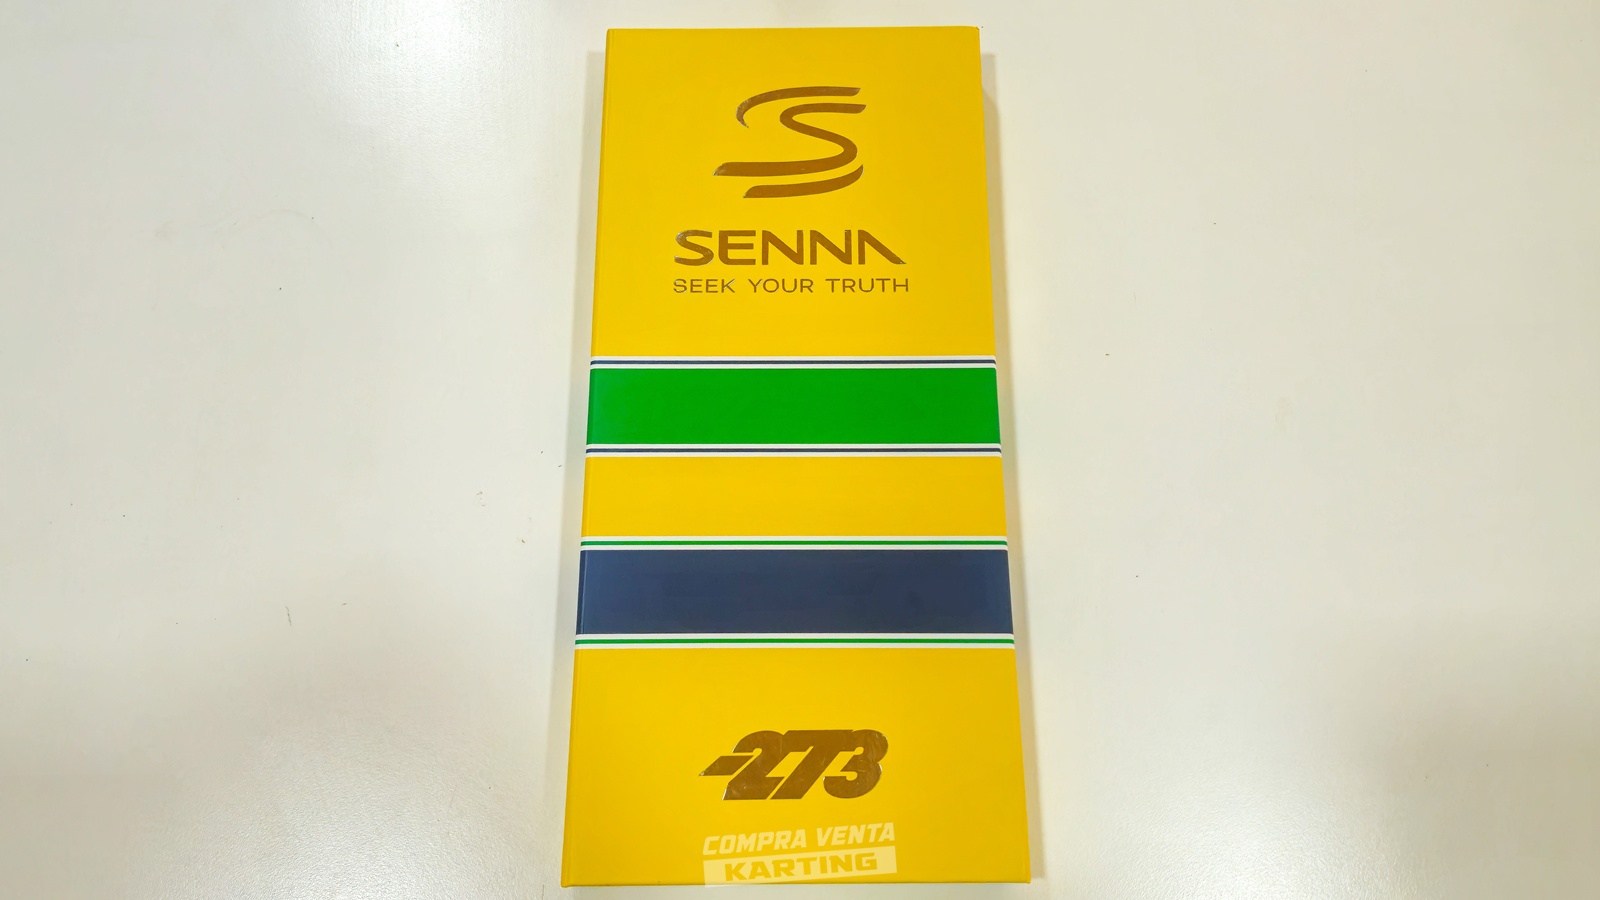 SENNA
SEEK YOUR TRUTH
-273
COMPRA VENTA
KARTING